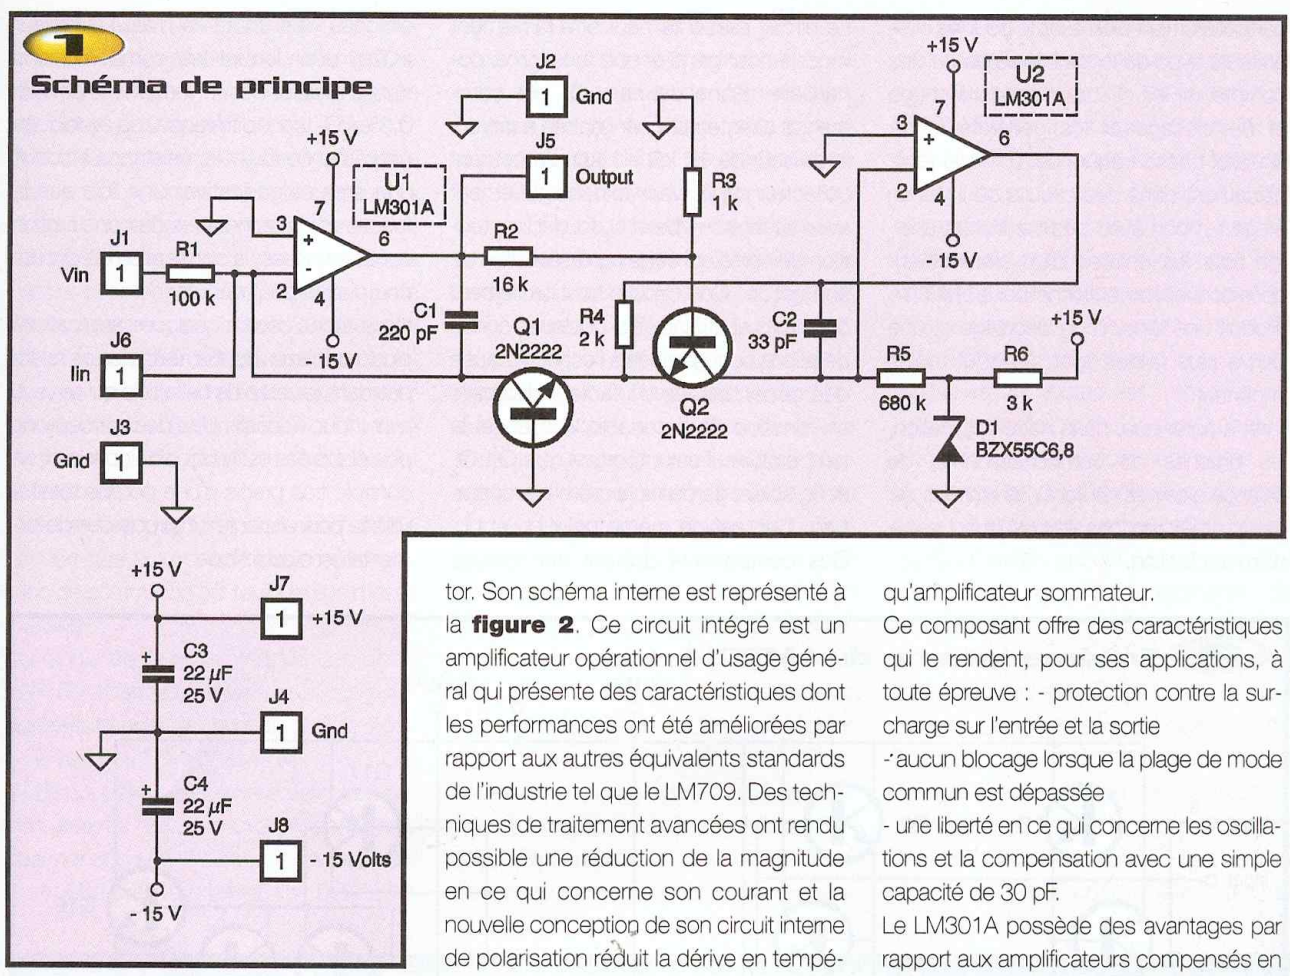 1
Schéma de principe
J2
1
Gnd
J5
1
Output
+15 V
U1
LM301A
7
3
+
6
-
2
4
- 15 V
J1
Vin
1
R1
100 k
J6
Iin
1
J3
Gnd
1
R2
16 k
C1
220 pF
R3
1 k
R4
2 k
Q1
2N2222
Q2
2N2222
C2
33 pF
+15 V
U2
LM301A
7
3
+
6
-
2
4
- 15 V
R5
680 k
R6
3 k
+15 V
D1
BZX55C6,8
+15 V
J7
1
+15 V
+
C3
22 µF
25 V
J4
1
Gnd
+
C4
22 µF
25 V
J8
1
- 15 Volts
- 15 V
tor. Son schéma interne est représenté à
la figure 2. Ce circuit intégré est un
amplificateur opérationnel d'usage géné-
ral qui présente des caractéristiques dont
les performances ont été améliorées par
rapport aux autres équivalents standards
de l'industrie tel que le LM709. Des tech-
niques de traitement avancées ont rendu
possible une réduction de la magnitude
en ce qui concerne son courant et la
nouvelle conception de son circuit interne
de polarisation réduit la dérive en tempé-
qu'amplificateur sommateur.
Ce composant offre des caractéristiques
qui le rendent, pour ses applications, à
toute épreuve : - protection contre la sur-
charge sur l'entrée et la sortie
- aucun blocage lorsque la plage de mode
commun est dépassée
- une liberté en ce qui concerne les oscilla-
tions et la compensation avec une simple
capacité de 30 pF.
Le LM301A possède des avantages par
rapport aux amplificateurs compensés en